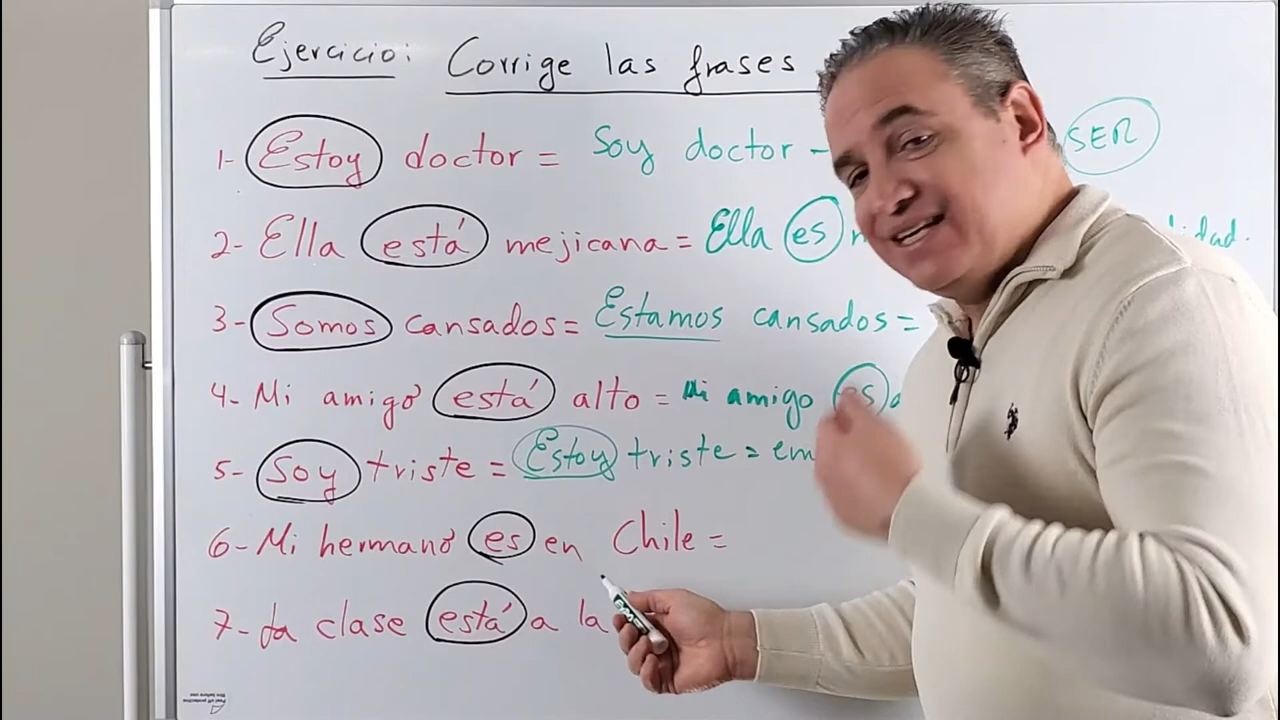 Ejercicio: Corrige las frases
1- Estoy doctor = Soy doctor - SER
2- Ella está mejicana = Ella es
3- Somos cansados = Estamos cansados =
4- Mi amigo está alto = Mi amigo es
5- Soy triste = Estoy triste =
6- Mi hermano es en Chile =
7- La clase está a la